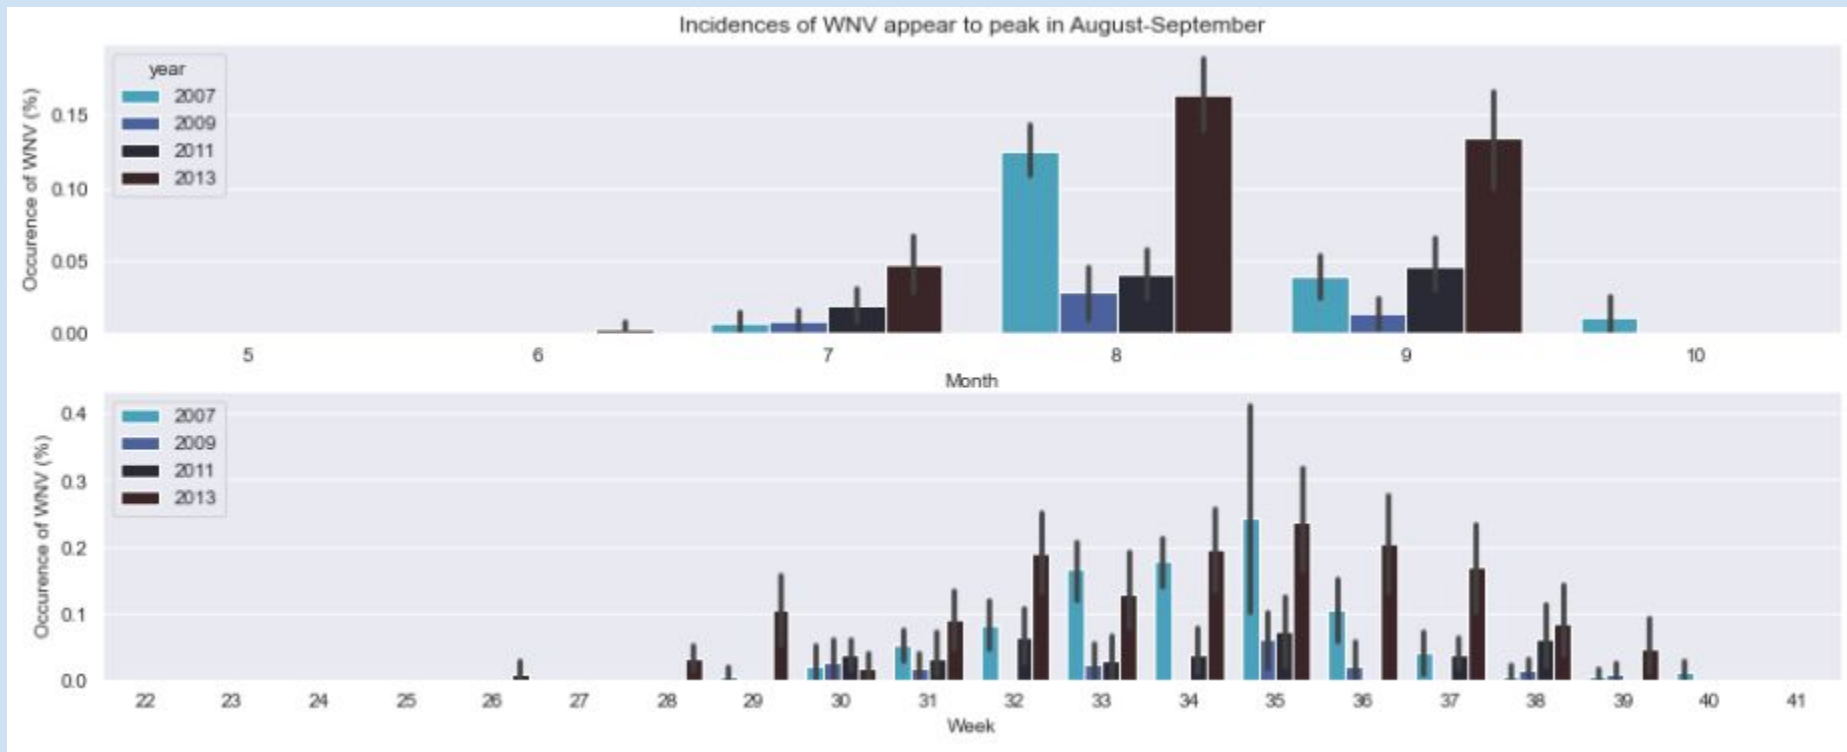 Incidences of WNV appear to peak in August-September
Occurence of WNV (%)
0.15
0.10
0.05
0.00
year
2007
2009
2011
2013
5 6 7 8 9 10
Month
Occurence of WNV (%)
0.4
0.3
0.2
0.1
0.0
2007
2009
2011
2013
22 23 24 25 26 27 28 29 30 31 32 33 34 35 36 37 38 39 40 41
Week